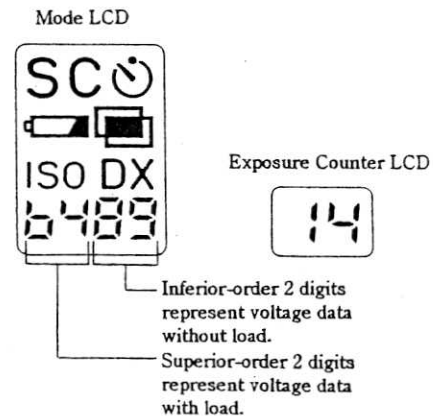 Mode LCD
SC
ISO DX
b489
Exposure Counter LCD
14
Inferior-order 2 digits
represent voltage data
without load.
Superior-order 2 digits
represent voltage data
with load.